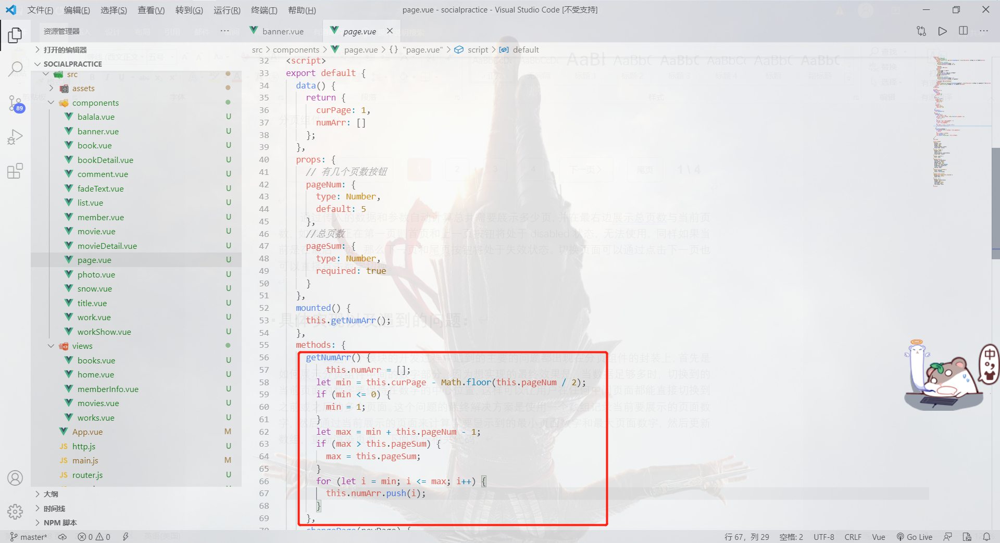 文件(F) 编辑(E) 选择(S) 查看(V) 转到(G) 运行(R) 终端(T) 帮助(H)
page.vue - socialpractice - Visual Studio Code [不受支持]
资源管理器 ···
banner.vue
page.vue
打开的编辑器
SOCIALPRACTICE
src
assets
components
balala.vue U
banner.vue U
book.vue U
bookDetail.vue U
comment.vue U
fadeText.vue U
list.vue U
member.vue U
movie.vue U
movieDetail.vue U
page.vue U
photo.vue U
snow.vue U
title.vue U
work.vue U
workShow.vue U
views
books.vue U
home.vue U
memberInfo.vue U
movies.vue U
works.vue U
App.vue M
http.js U
main.js M
router.js U
大纲
时间线
NPM 脚本
89
src > components > page.vue > {} "page.vue" > script > default
32 <script>
33 export default {
34 data() {
35 return {
36 curPage: 1,
37 numArr: []
38 };
39 },
40 props: {
41 // 有几个页数按钮
42 pageNum: {
43 type: Number,
44 default: 5
45 },
46 //总页数
47 pageSum: {
48 type: Number,
49 required: true
50 }
51 },
52 mounted() {
53 this.getNumArr();
54 },
55 methods: {
56 getNumArr() {
57 this.numArr = [];
58 let min = this.curPage - Math.floor(this.pageNum / 2);
59 if (min <= 0) {
60 min = 1;
61 }
62 let max = min + this.pageNum - 1;
63 if (max > this.pageSum) {
64 max = this.pageSum;
65 }
66 for (let i = min; i <= max; i++) {
67 this.numArr.push(i);
68 }
69 },
中
master* 0 0
行 67，列 29 空格: 2 UTF-8 CRLF Vue Go Live